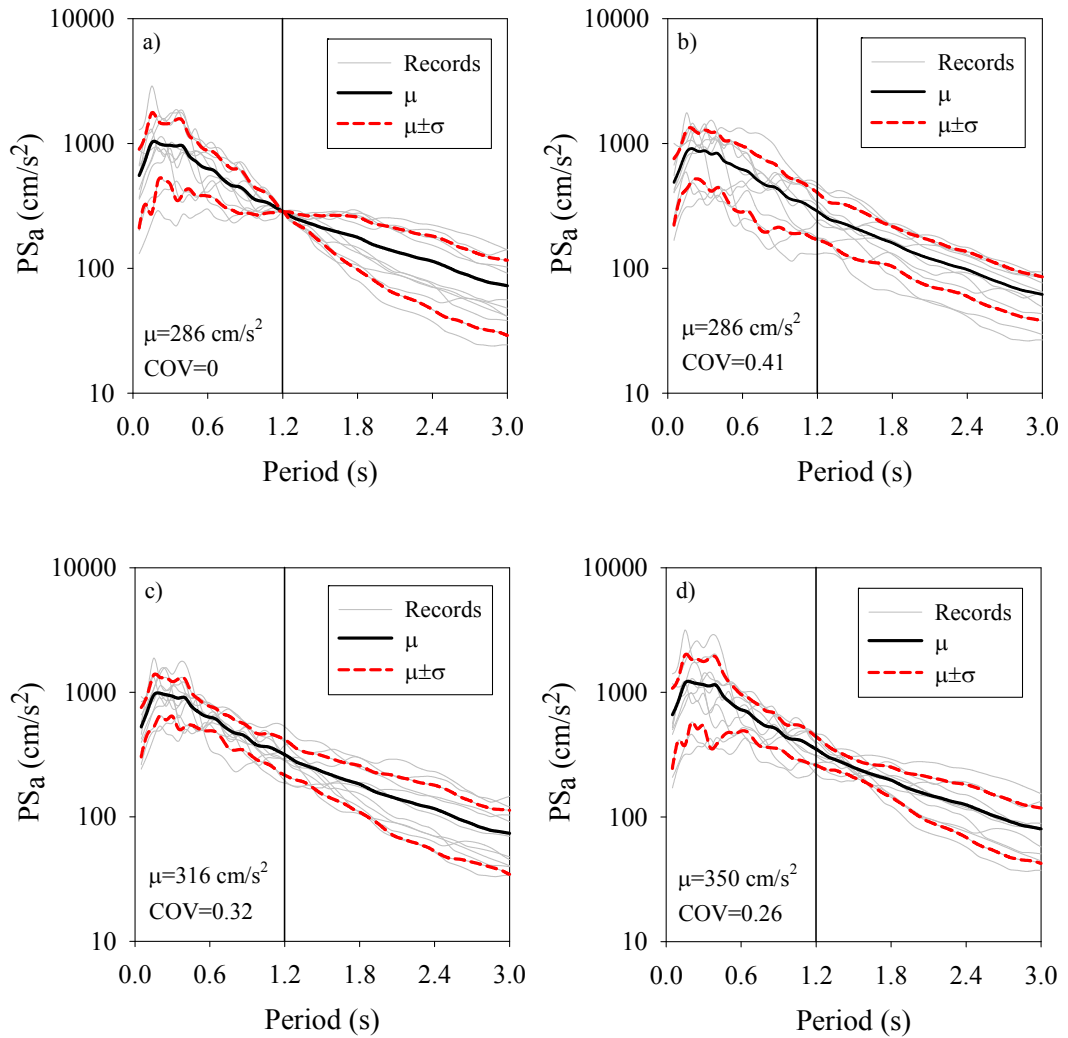 a)
Records
μ
μ±σ
μ=286 cm/s²
COV=0
10000
1000
100
10
0.0 0.6 1.2 1.8 2.4 3.0
PSa (cm/s²)
Period (s)
b)
Records
μ
μ±σ
μ=286 cm/s²
COV=0.41
10000
1000
100
10
0.0 0.6 1.2 1.8 2.4 3.0
PSa (cm/s²)
Period (s)
c)
Records
μ
μ±σ
μ=316 cm/s²
COV=0.32
10000
1000
100
10
0.0 0.6 1.2 1.8 2.4 3.0
PSa (cm/s²)
Period (s)
d)
Records
μ
μ±σ
μ=350 cm/s²
COV=0.26
10000
1000
100
10
0.0 0.6 1.2 1.8 2.4 3.0
PSa (cm/s²)
Period (s)